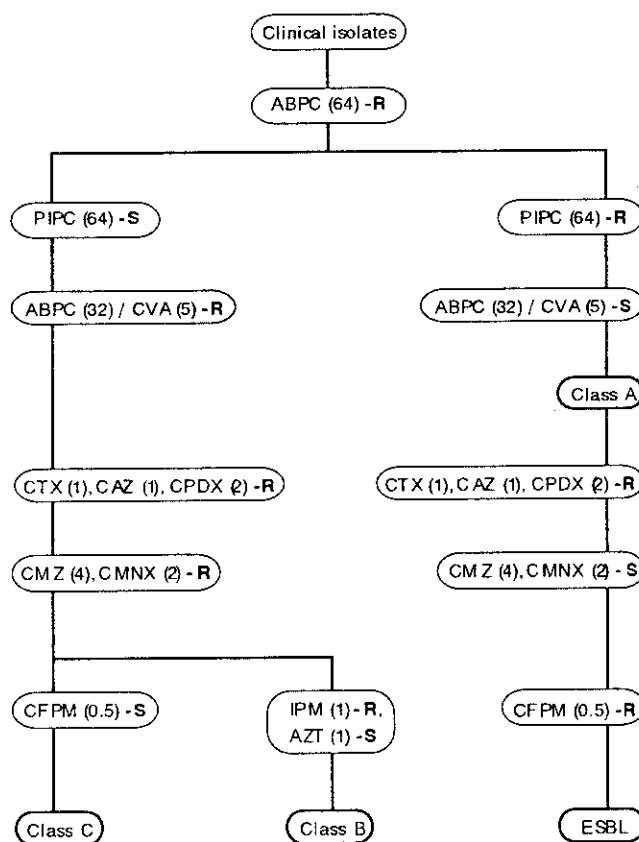 Clinical isolates
ABPC (64) -R
PIPC (64) -S
PIPC (64) -R
ABPC (32) / CVA (5) -R
ABPC (32) / CVA (5) -S
Class A
CTX (1), CAZ (1), CPDX (2) -R
CTX (1), CAZ (1), CPDX (2) -R
CMZ (4), CMNX (2) -R
CMZ (4), CMNX (2) -S
CFPM (0.5) -S
IPM (1) -R,
AZT (1) -S
CFPM (0.5) -R
Class C
Class B
ESBL